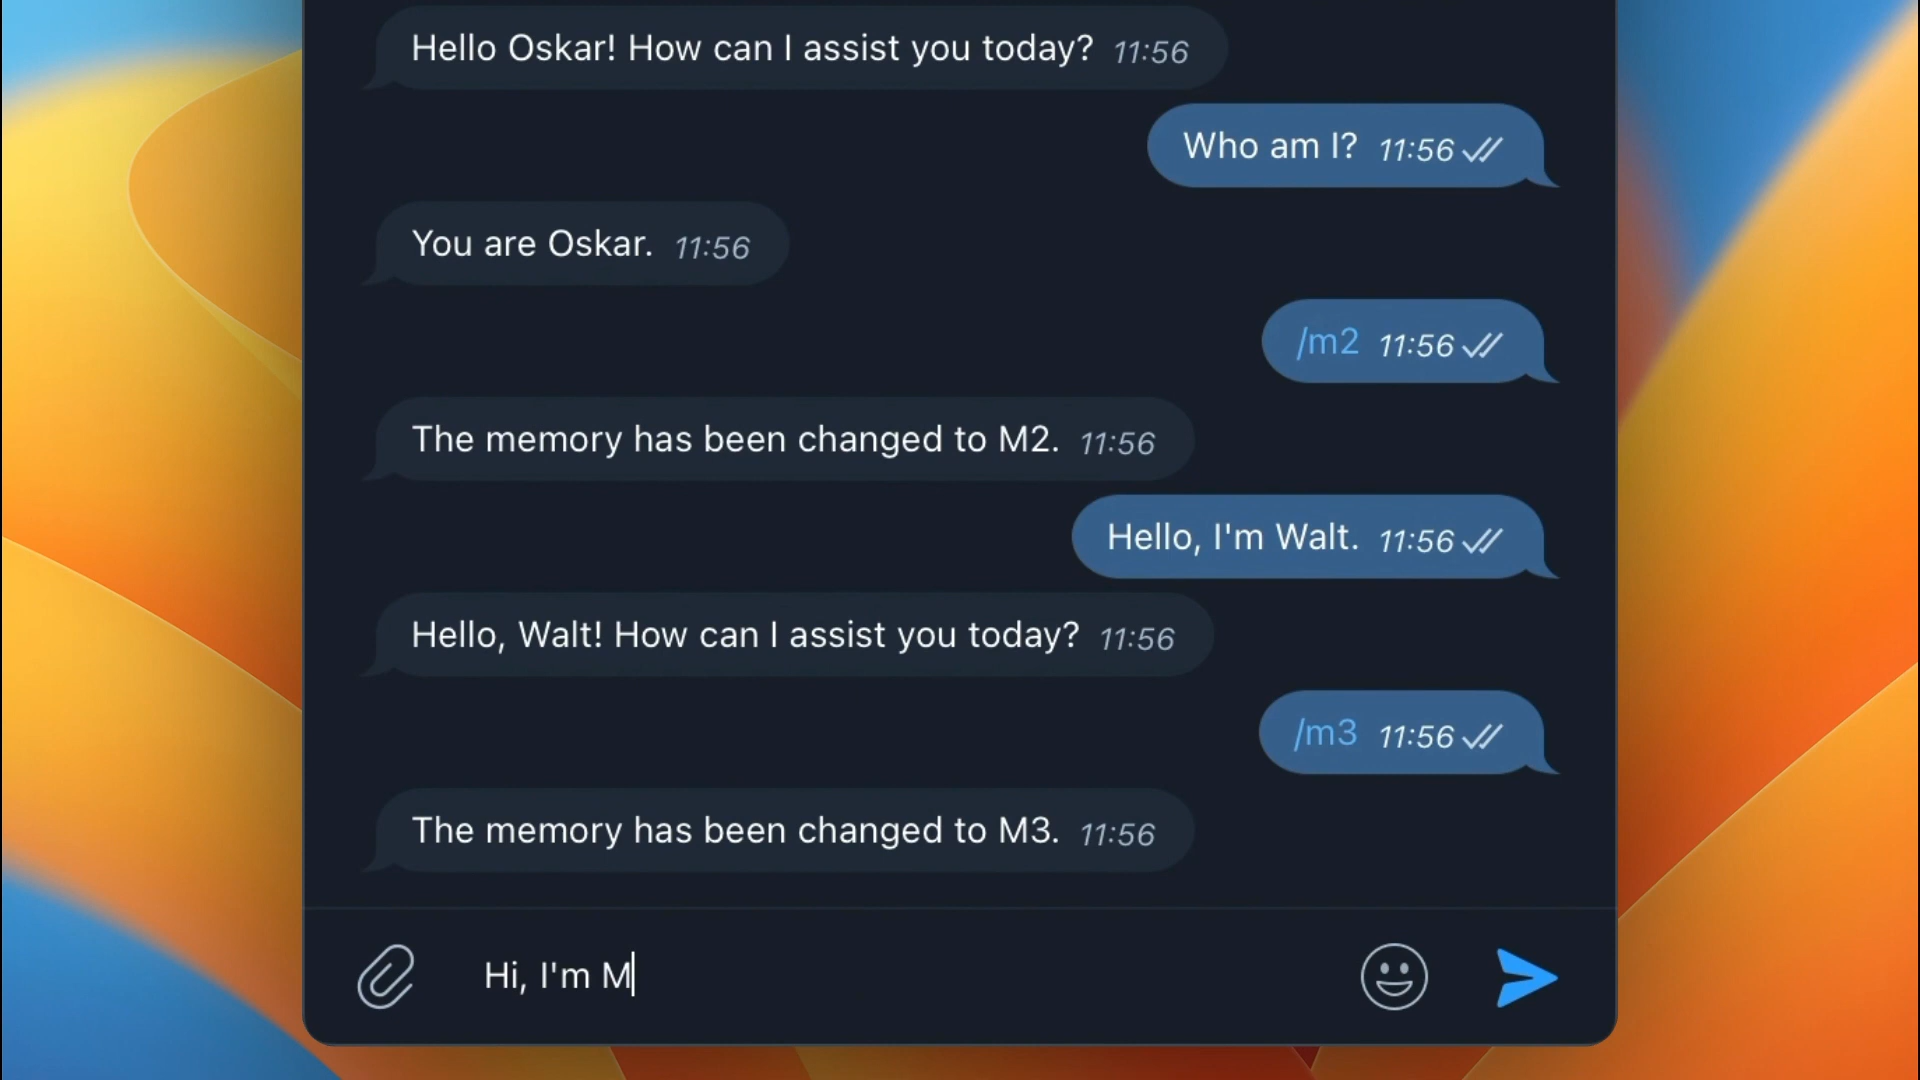 Hello Oskar! How can I assist you today? 11:56
Who am I? 11:56
You are Oskar. 11:56
/m2 11:56
The memory has been changed to M2. 11:56
Hello, I'm Walt. 11:56
Hello, Walt! How can I assist you today? 11:56
/m3 11:56
The memory has been changed to M3. 11:56
Hi, I'm M